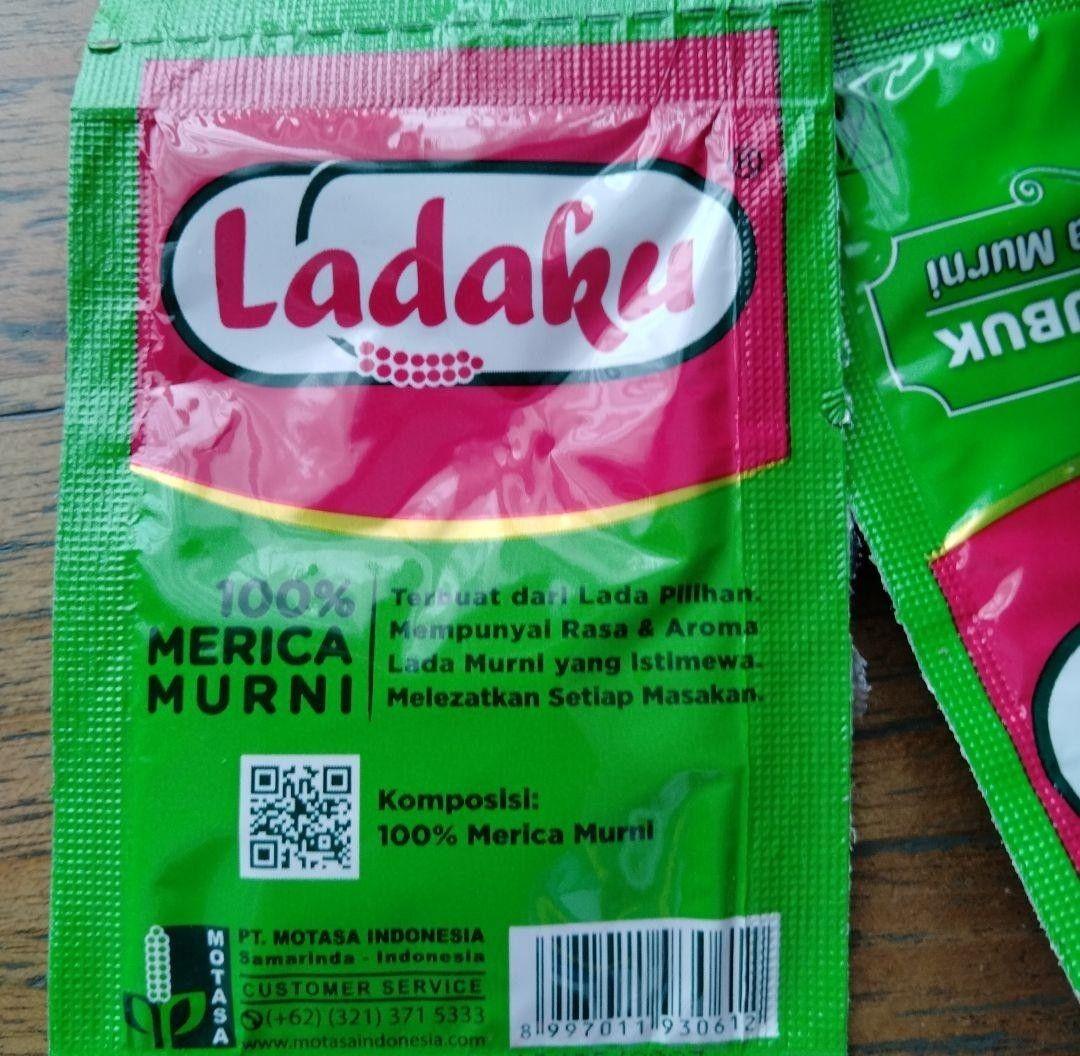 Ladaku
®
100%
MERICA
MURNI
Terbuat dari Lada Pilihan.
Mempunyai Rasa & Aroma
Lada Murni yang Istimewa.
Melezatkan Setiap Masakan.
Komposisi:
100% Merica Murni
MOTASA
PT. MOTASA INDONESIA
Samarinda - Indonesia
CUSTOMER SERVICE
(+62) (321) 371 5333
www.motasaindonesia.com
8 997011 930612
Murni